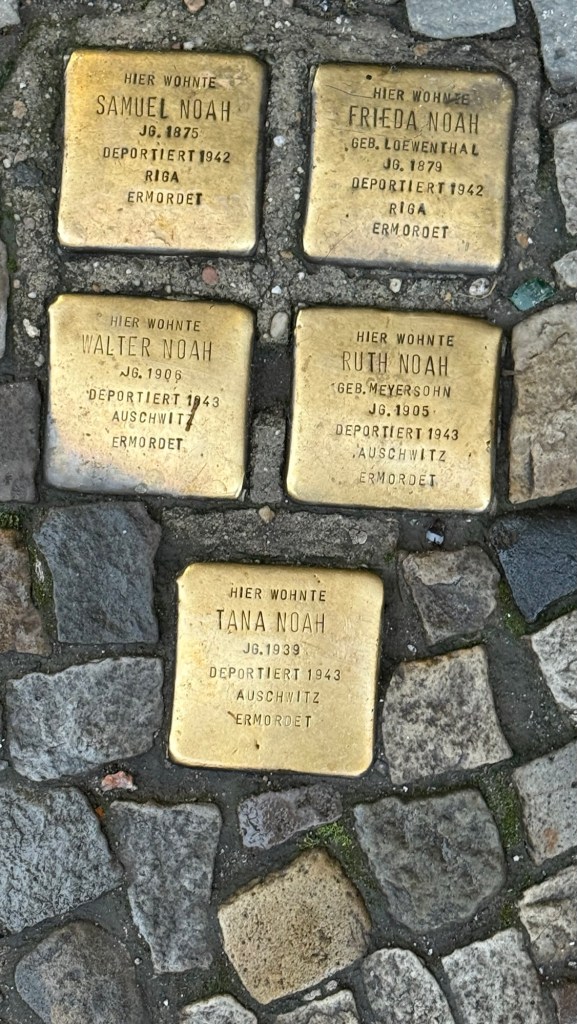 HIER WOHNTE
SAMUEL NOAH
JG. 1875
DEPORTIERT 1942
RIGA
ERMORDET
HIER WOHNTE
FRIEDA NOAH
GEB. LOEWENTHAL
JG. 1879
DEPORTIERT 1942
RIGA
ERMORDET
HIER WOHNTE
WALTER NOAH
JG. 1906
DEPORTIERT 1943
AUSCHWITZ
ERMORDET
HIER WOHNTE
RUTH NOAH
GEB. MEYERSOHN
JG. 1905
DEPORTIERT 1943
AUSCHWITZ
ERMORDET
HIER WOHNTE
TANA NOAH
JG. 1939
DEPORTIERT 1943
AUSCHWITZ
ERMORDET